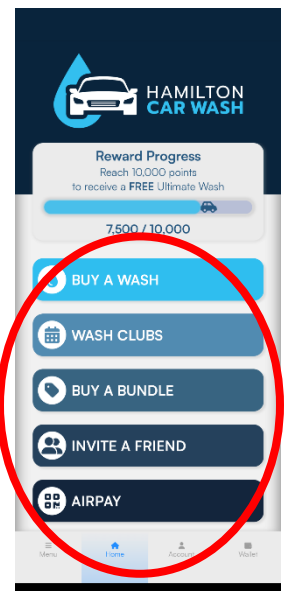 HAMILTON
CAR WASH
Reward Progress
Reach 10,000 points
to receive a FREE Ultimate Wash
7,500 / 10,000
BUY A WASH
WASH CLUBS
BUY A BUNDLE
INVITE A FRIEND
AIRPAY
Menu Home Account Wallet